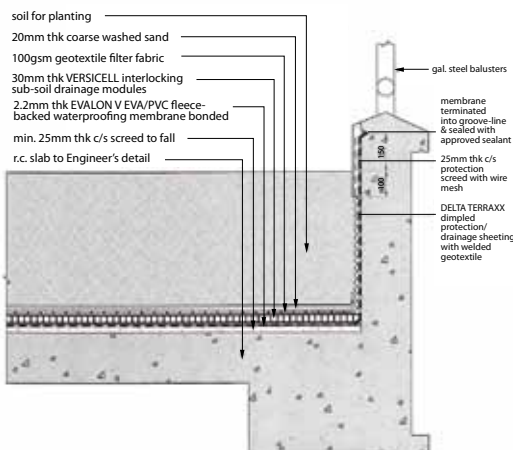 soil for planting
20mm thk coarse washed sand
100gsm geotextile filter fabric
30mm thk VERSICELL interlocking
sub-soil drainage modules
2.2mm thk EVALON V EVA/PVC fleece-
backed waterproofing membrane bonded
min. 25mm thk c/s screed to fall
r.c. slab to Engineer's detail
gal. steel balusters
membrane
terminated
into groove-line
& sealed with
approved sealant
150
25mm thk c/s
protection
screed with wire
mesh
400
DELTA TERRAXX
dimpled
protection/
drainage sheeting
with welded
geotextile